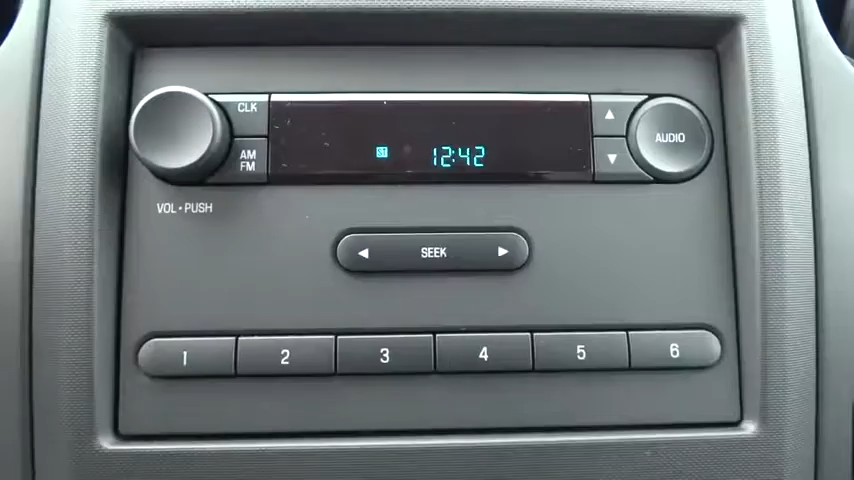 CLK
AM
FM
ST
12:42
▲
▼
AUDIO
VOL•PUSH
◀ SEEK ▶
1 2 3 4 5 6